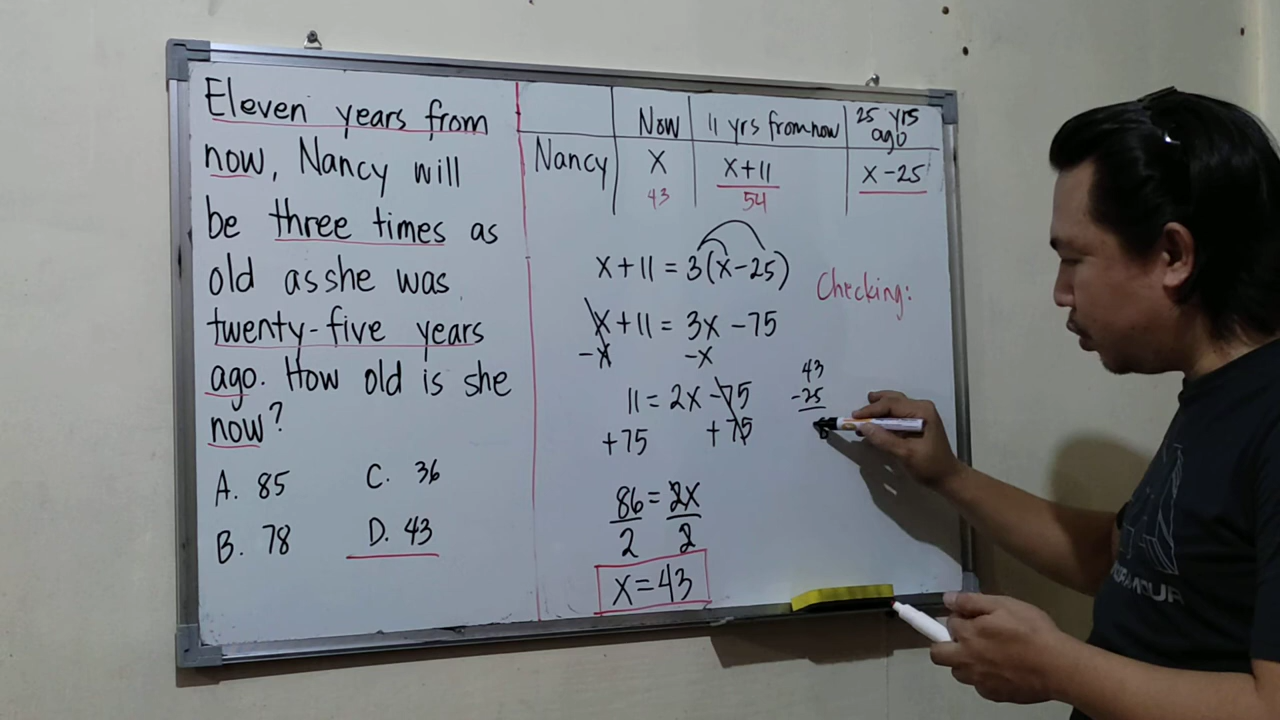 Eleven years from
now, Nancy will
be three times as
old as she was
twenty-five years
ago. How old is she
now?
A. 85
C. 36
B. 78
D. 43
Now
11 yrs from now
25 yrs
ago
Nancy
X
X+11
X-25
43
54
X+11 = 3(X-25)
X+11 = 3X-75
-X -X
11 = 2X-75
+75 +75
86 = 2X
2 2
X=43
Checking:
43
-25